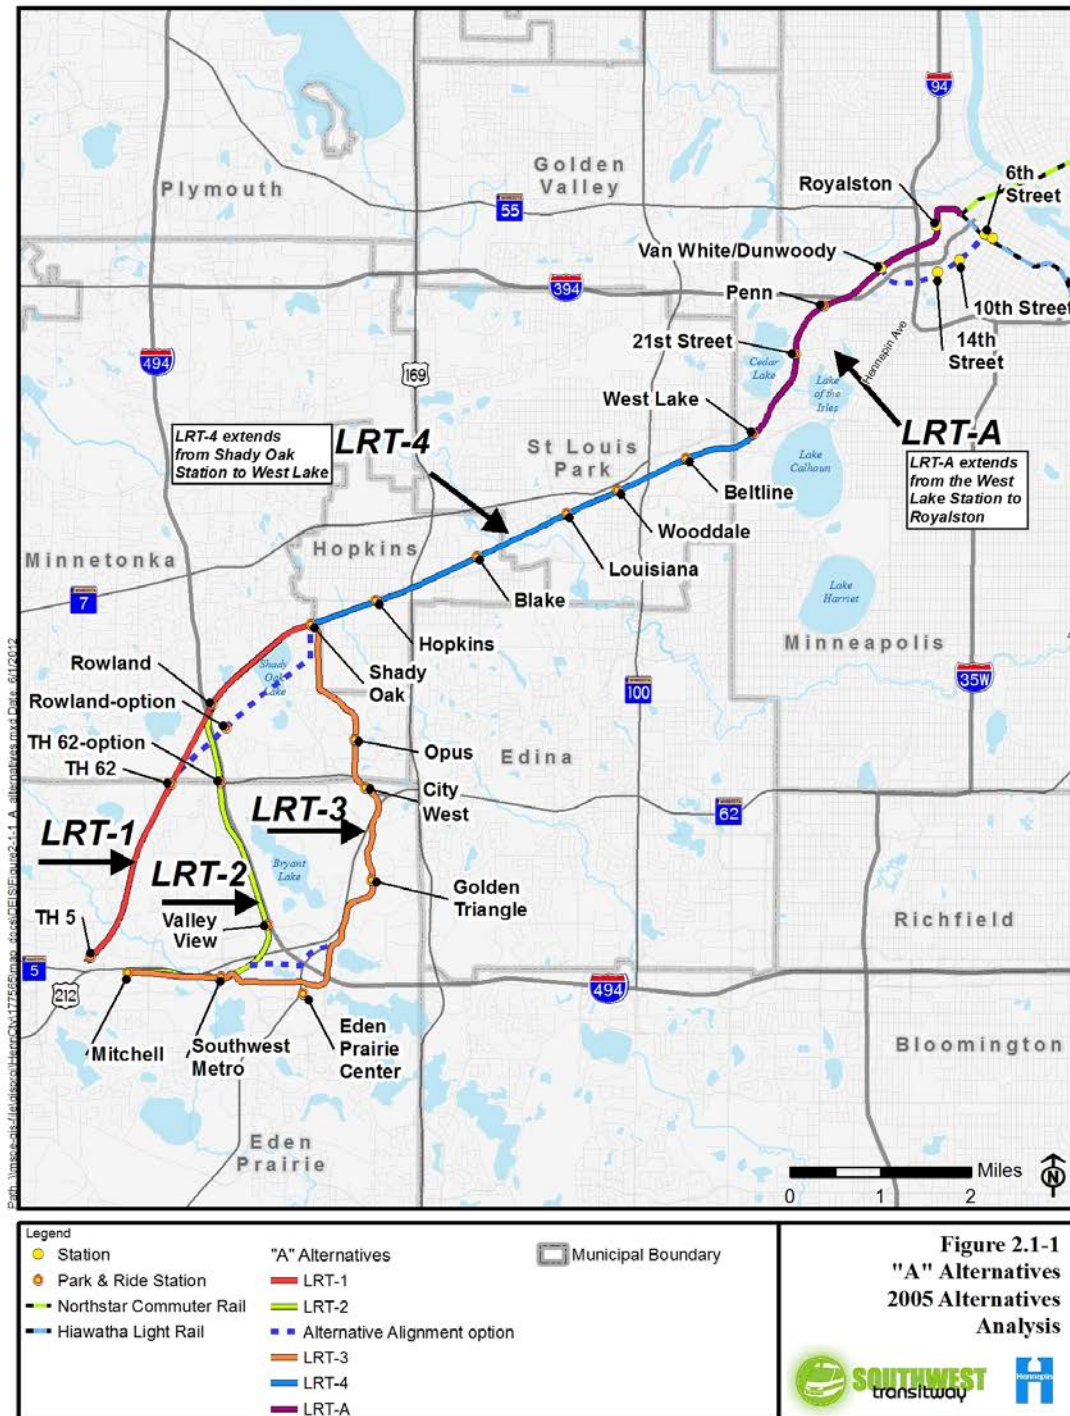 94
Plymouth
Golden
Valley
55
Royalston
6th
Street
Van White/Dunwoody
394
Penn
10th Street
14th
Street
Hennepin Ave
21st Street
Cedar
Lake
Lake
of the
Isles
494
169
West Lake
LRT-4 extends
from Shady Oak
Station to West Lake
LRT-4
St Louis
Park
LRT-A
Lake
Calhoun
LRT-A extends
from the West
Lake Station to
Royalston
Beltline
Wooddale
Louisiana
Hopkins
Minnetonka
Blake
7
Lake
Harriet
Hopkins
Minneapolis
Rowland
Shady
Oak
Lake
Shady
Oak
35W
100
Rowland-option
TH 62-option
TH 62
Opus
Edina
City
West
62
LRT-1
LRT-3
LRT-2
Bryant
Lake
Golden
Triangle
Valley
View
TH 5
Richfield
5
212
494
Mitchell
Southwest
Metro
Eden
Prairie
Center
Bloomington
Eden
Prairie
Miles
0 1 2
N
Legend
Station
Park & Ride Station
Northstar Commuter Rail
Hiawatha Light Rail
"A" Alternatives
LRT-1
LRT-2
Alternative Alignment option
LRT-3
LRT-4
LRT-A
Municipal Boundary
Figure 2.1-1
"A" Alternatives
2005 Alternatives
Analysis
SOUTHWEST
transitway
Hennepin